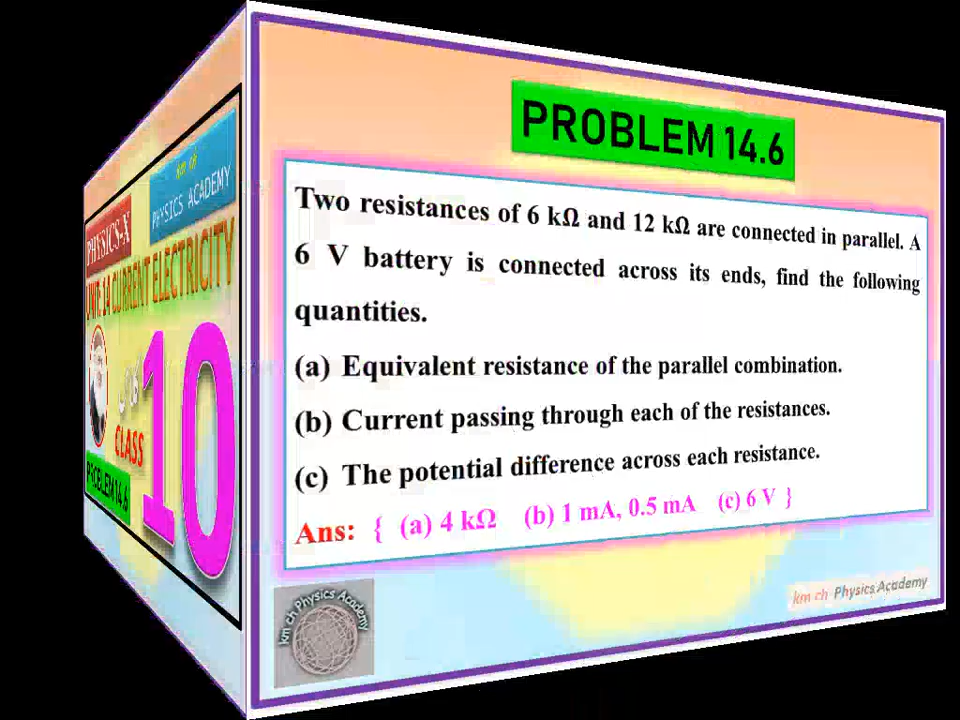 PROBLEM 14.6
Two resistances of 6 kΩ and 12 kΩ are connected in parallel. A
6 V battery is connected across its ends, find the following
quantities.
(a) Equivalent resistance of the parallel combination.
(b) Current passing through each of the resistances.
(c) The potential difference across each resistance.
Ans: { (a) 4 kΩ (b) 1 mA, 0.5 mA (c) 6 V }
km ch Physics Academy
km ch Physics Academy
km ch
PHYSICS ACADEMY
PHYSICS-X
UNIT: 14 CURRENT ELECTRICITY
10
CLASS
PROBLEM 14.6